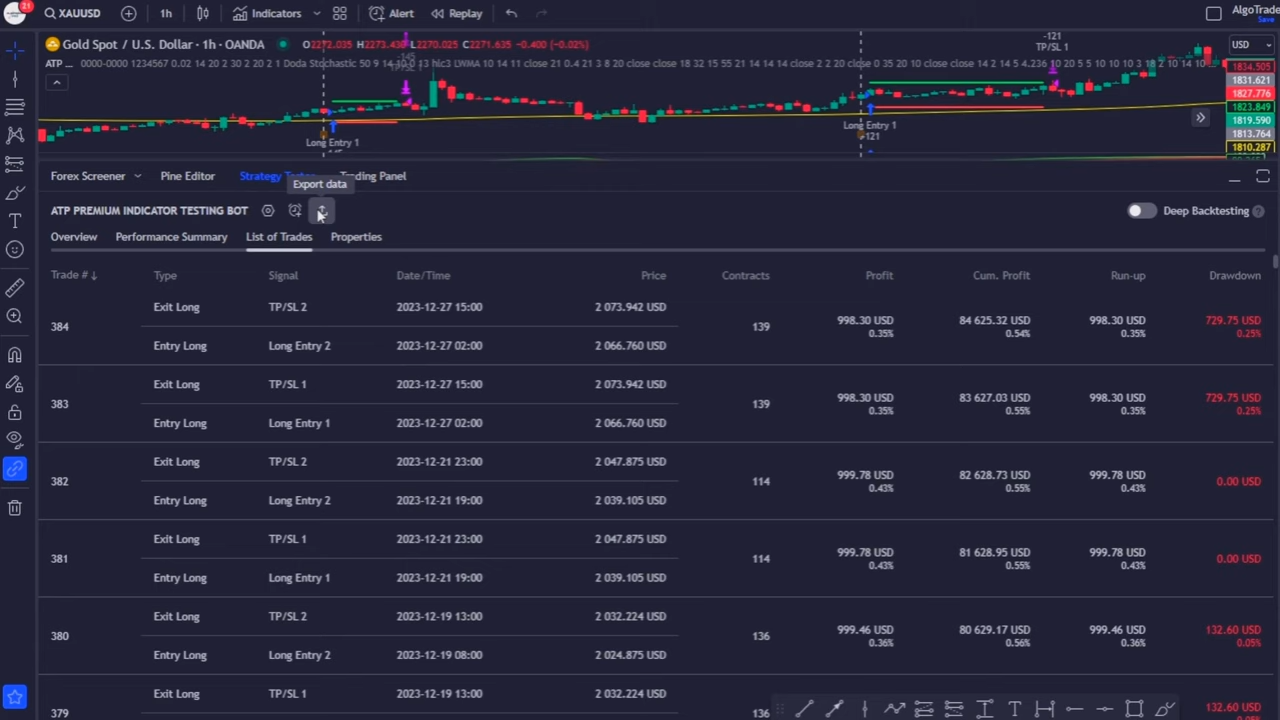 21
XAUUSD
1h
Indicators
Alert
Replay
AlgoTrade
Save
Gold Spot / U.S. Dollar · 1h · OANDA
O2272.035 H2273.430 L2270.025 C2271.635 -0.400 (-0.02%)
ATP ...
-121
TP/SL 1
Long Entry 1
Long Entry 1
+121
USD
1834.505
1831.621
1827.776
1823.849
1819.590
1813.764
1810.287
Forex Screener
Pine Editor
Strategy
Trading Panel
Export data
ATP PREMIUM INDICATOR TESTING BOT
Deep Backtesting
Overview
Performance Summary
List of Trades
Properties
Trade # ↓ Type Signal Date/Time Price Contracts Profit Cum. Profit Run-up Drawdown
384
Exit Long TP/SL 2 2023-12-27 15:00 2 073.942 USD
Entry Long Long Entry 2 2023-12-27 02:00 2 066.760 USD
139
998.30 USD
0.35%
84 625.32 USD
0.54%
998.30 USD
0.35%
729.75 USD
0.25%
383
Exit Long TP/SL 1 2023-12-27 15:00 2 073.942 USD
Entry Long Long Entry 1 2023-12-27 02:00 2 066.760 USD
139
998.30 USD
0.35%
83 627.03 USD
0.55%
998.30 USD
0.35%
729.75 USD
0.25%
382
Exit Long TP/SL 2 2023-12-21 23:00 2 047.875 USD
Entry Long Long Entry 2 2023-12-21 19:00 2 039.105 USD
114
999.78 USD
0.43%
82 628.73 USD
0.55%
999.78 USD
0.43%
0.00 USD
381
Exit Long TP/SL 1 2023-12-21 23:00 2 047.875 USD
Entry Long Long Entry 1 2023-12-21 19:00 2 039.105 USD
114
999.78 USD
0.43%
81 628.95 USD
0.55%
999.78 USD
0.43%
0.00 USD
380
Exit Long TP/SL 2 2023-12-19 13:00 2 032.224 USD
Entry Long Long Entry 2 2023-12-19 08:00 2 024.875 USD
136
999.46 USD
0.36%
80 629.17 USD
0.56%
999.46 USD
0.36%
132.60 USD
0.05%
379
Exit Long TP/SL 1 2023-12-19 13:00 2 032.224 USD
136
132.60 USD